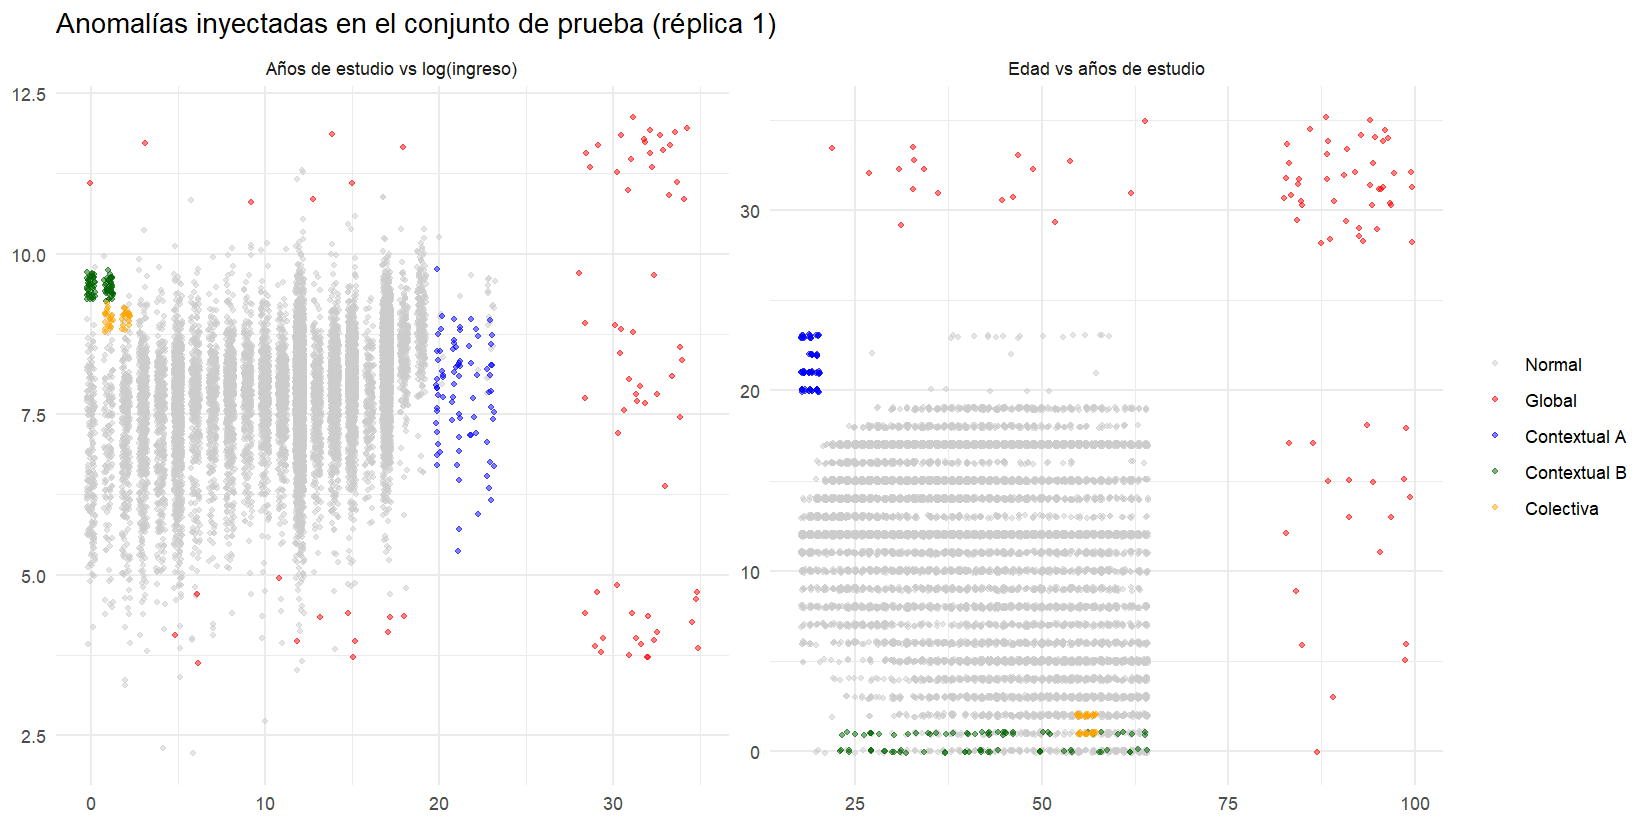 Anomalías inyectadas en el conjunto de prueba (réplica 1)
Años de estudio vs log(ingreso)
Edad vs años de estudio
12.5
10.0
7.5
5.0
2.5
0
10
20
30
30
20
10
0
25
50
75
100
Normal
Global
Contextual A
Contextual B
Colectiva